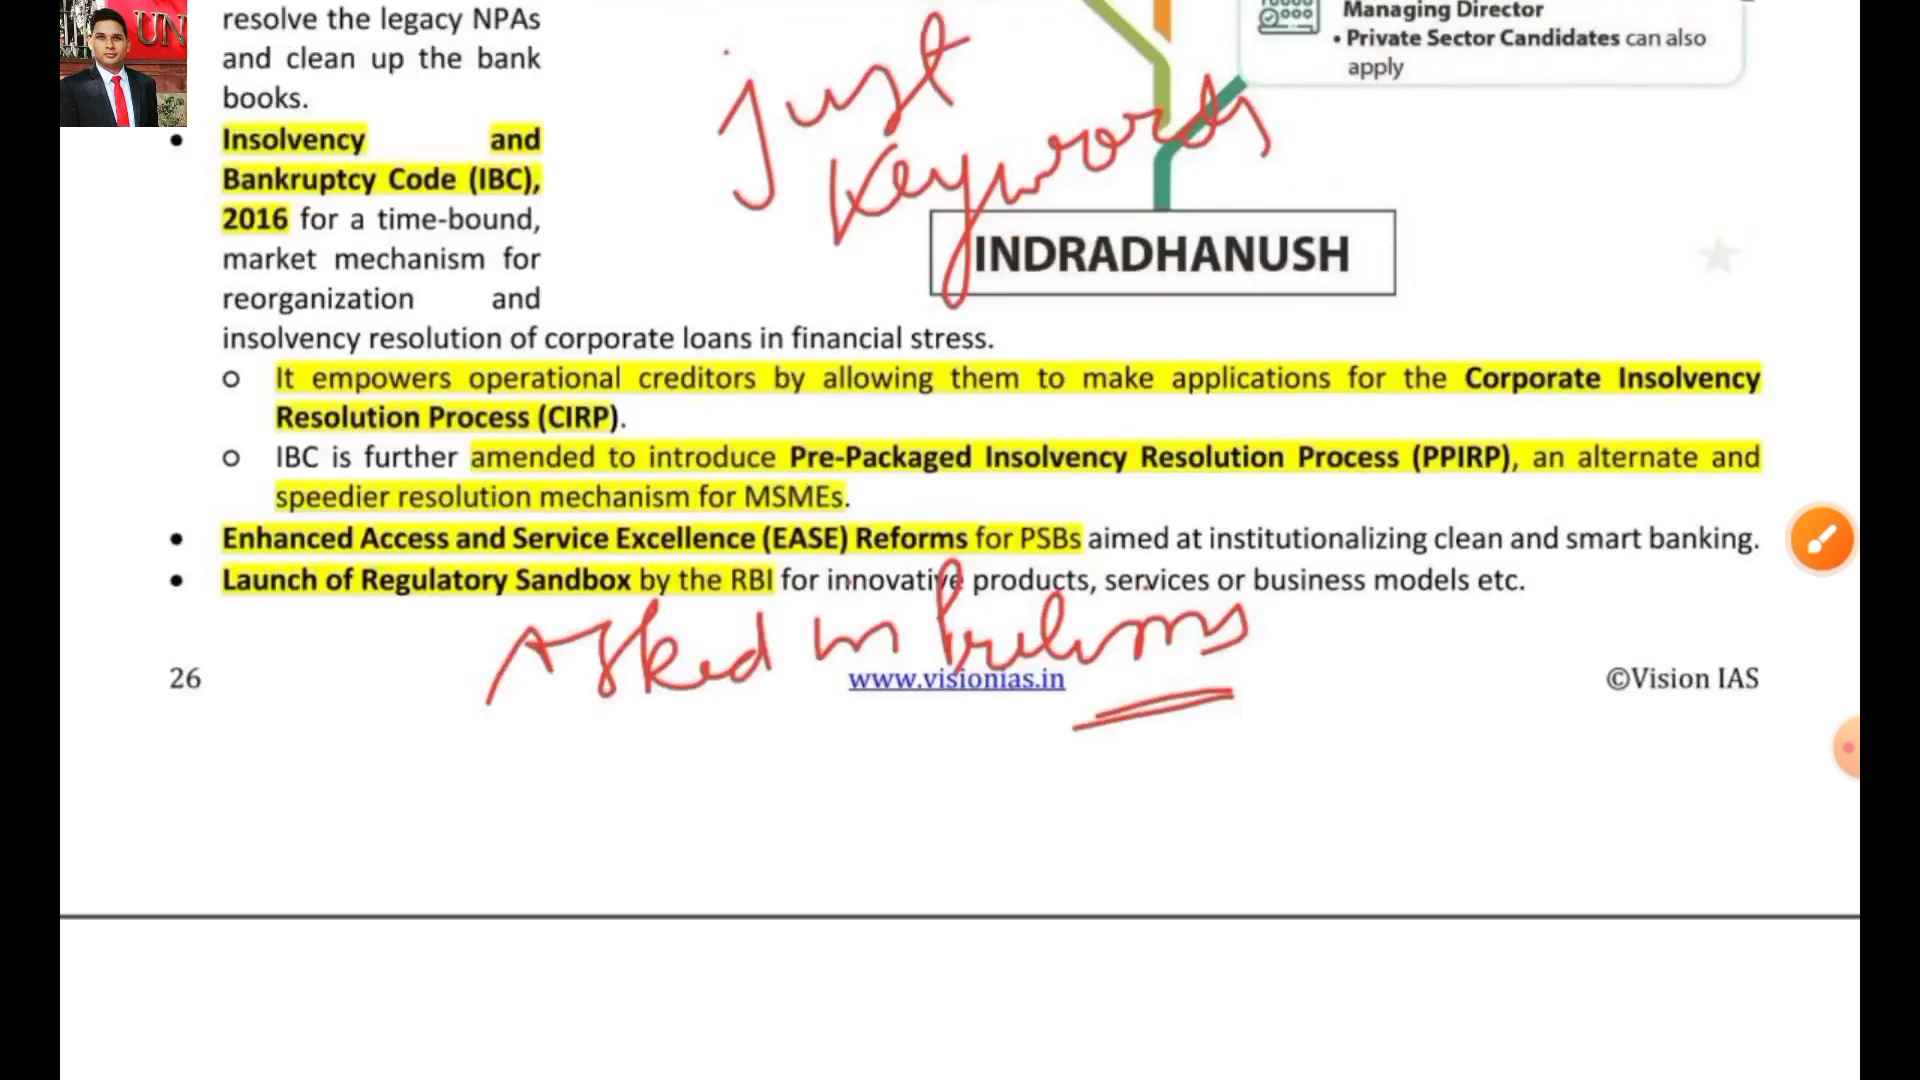 UN
resolve the legacy NPAs
and clean up the bank
books.
Managing Director
• Private Sector Candidates can also
apply
Just
Keywords
• Insolvency and
Bankruptcy Code (IBC),
2016 for a time-bound,
market mechanism for
reorganization and
insolvency resolution of corporate loans in financial stress.
INDRADHANUSH
o It empowers operational creditors by allowing them to make applications for the Corporate Insolvency
Resolution Process (CIRP).
o IBC is further amended to introduce Pre-Packaged Insolvency Resolution Process (PPIRP), an alternate and
speedier resolution mechanism for MSMEs.
• Enhanced Access and Service Excellence (EASE) Reforms for PSBs aimed at institutionalizing clean and smart banking.
• Launch of Regulatory Sandbox by the RBI for innovative products, services or business models etc.
Asked in Prelims
26 www.visionias.in ©Vision IAS